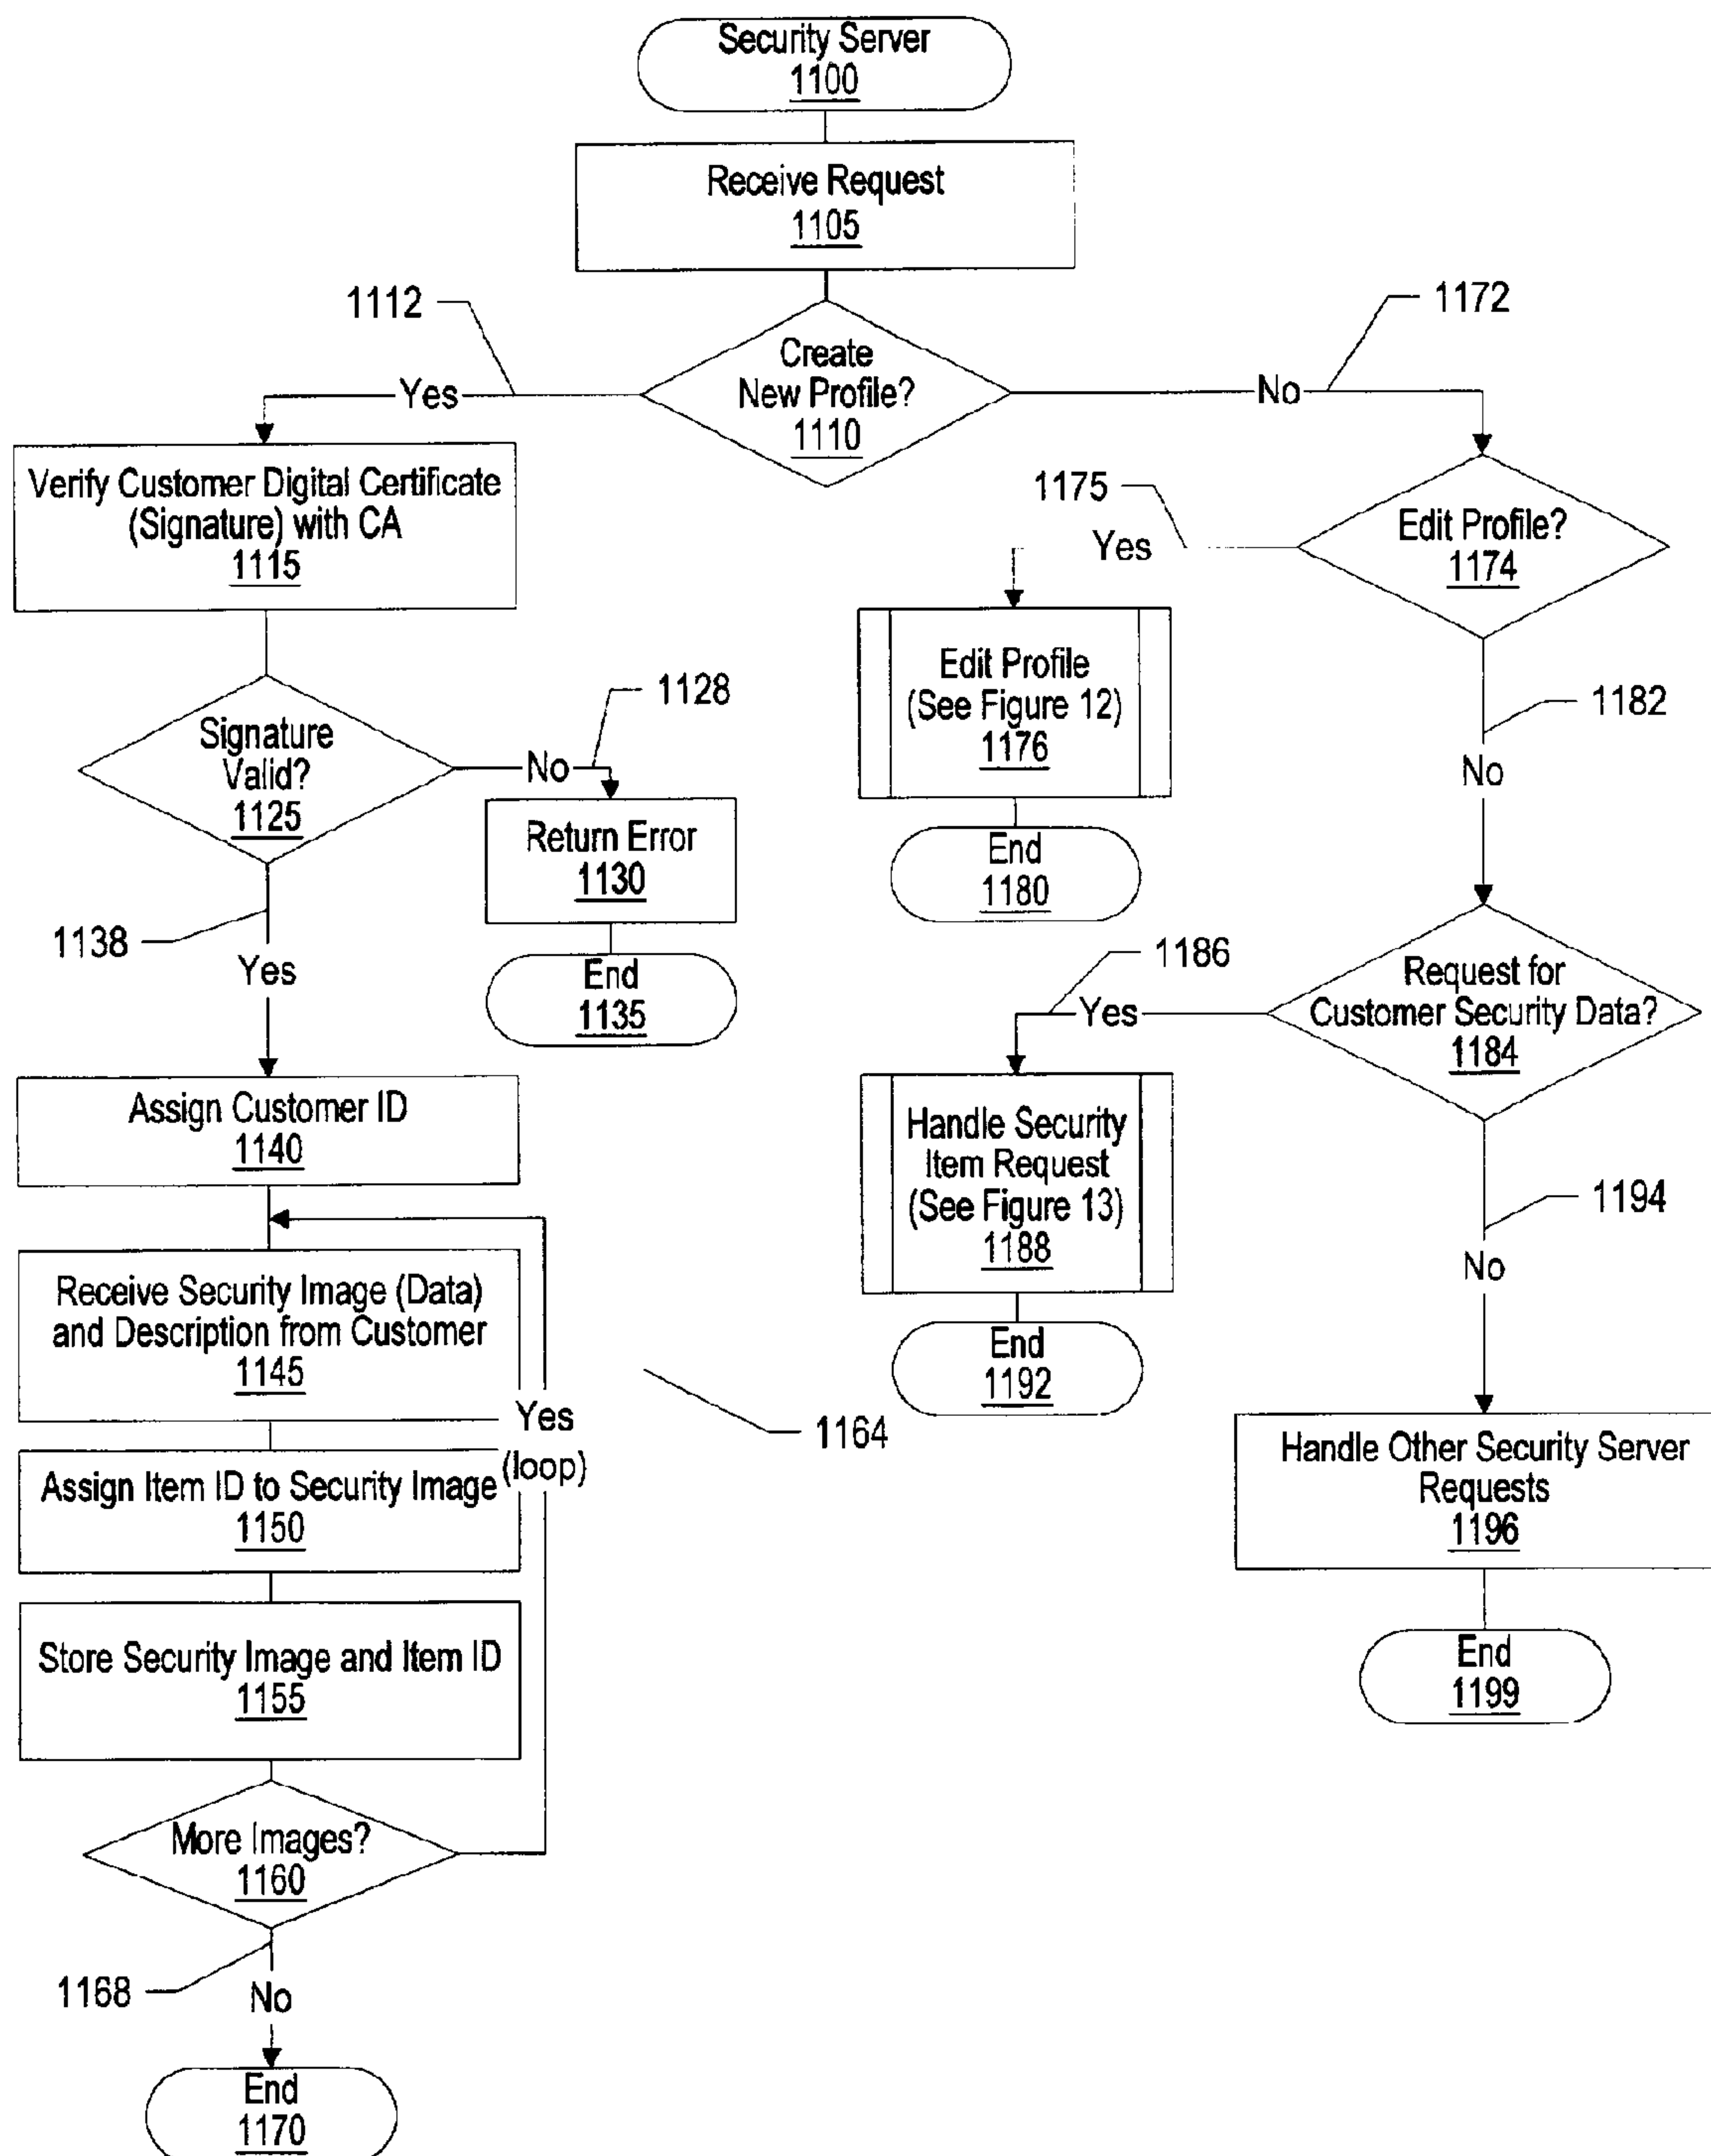 Security Server
1100
Receive Request
1105
1112
1172
Create
New Profile?
1110
Yes
No
Verify Customer Digital Certificate
(Signature) with CA
1115
1175
Yes
Edit Profile?
1174
Edit Profile
(See Figure 12)
1176
1182
No
1128
Signature
Valid?
1125
No
Return Error
1130
End
1135
End
1180
1138
Yes
1186
Yes
Request for
Customer Security Data?
1184
Assign Customer ID
1140
Handle Security
Item Request
(See Figure 13)
1188
1194
No
End
1192
Receive Security Image (Data)
and Description from Customer
1145
Yes
(loop)
1164
Assign Item ID to Security Image
1150
Handle Other Security Server
Requests
1196
Store Security Image and Item ID
1155
End
1199
More Images?
1160
1168
No
End
1170